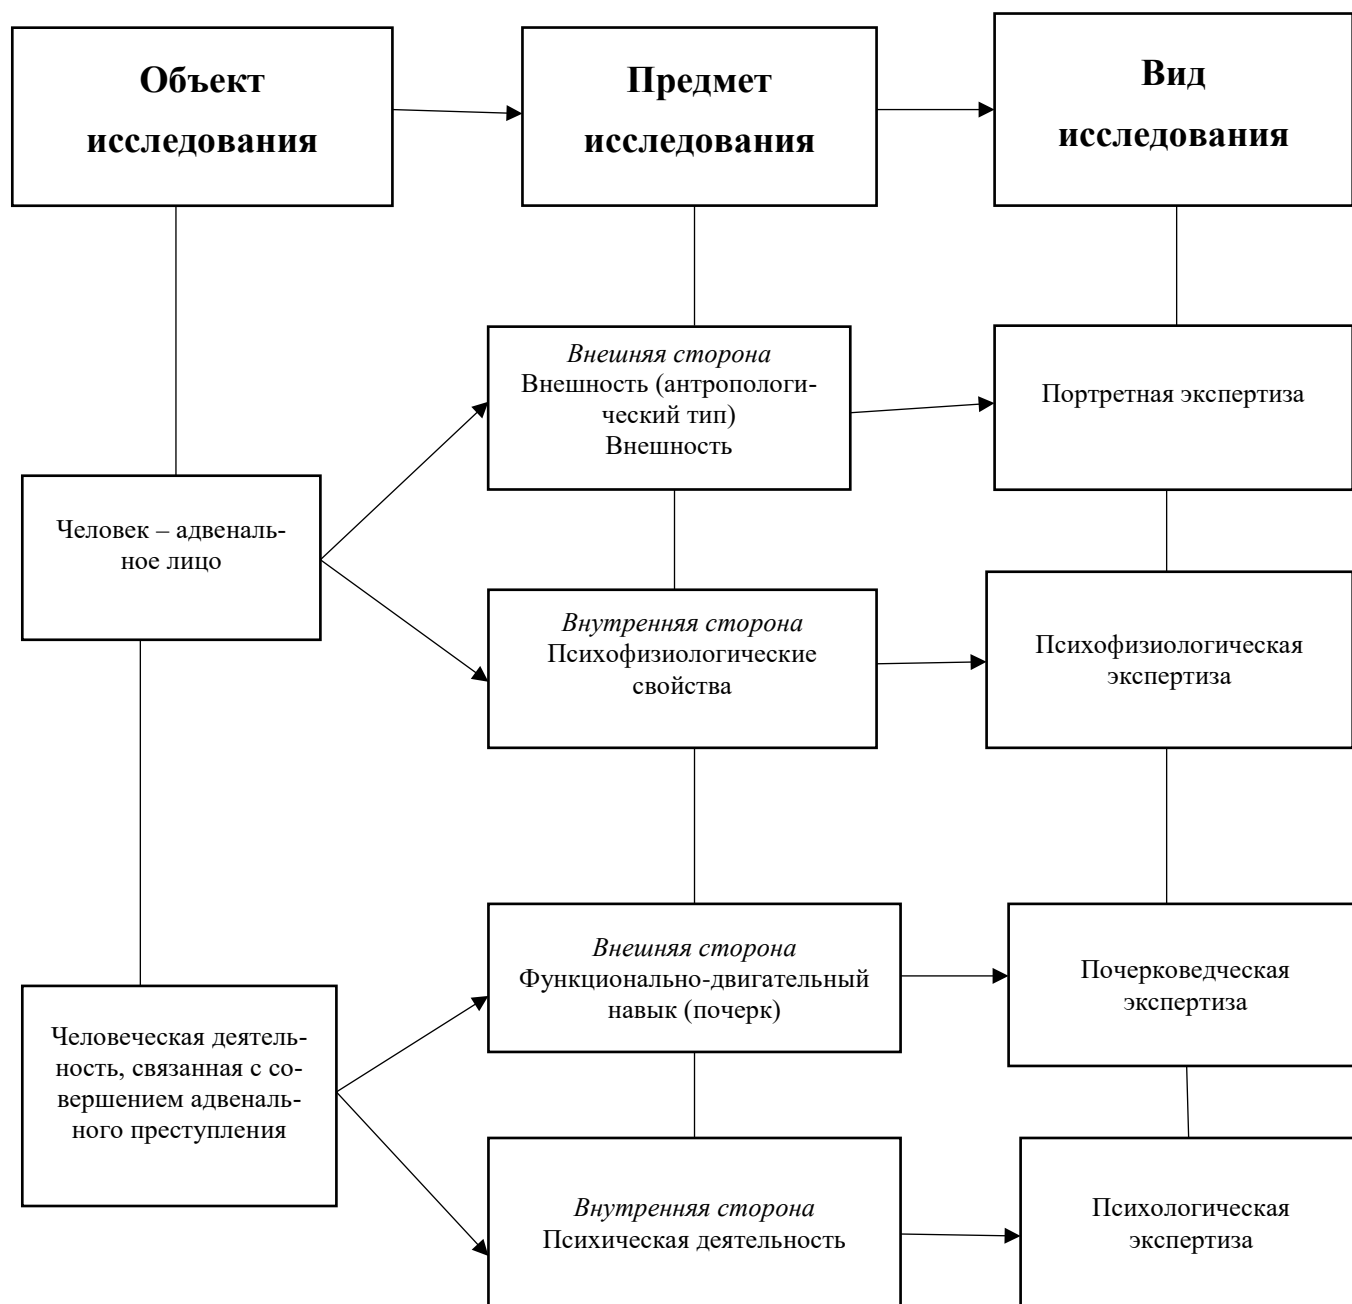 Объект
исследования
Предмет
исследования
Вид
исследования
Внешняя сторона
Внешность (антропологи-
ческий тип)
Внешность
Портретная экспертиза
Человек – адвеналь-
ное лицо
Внутренняя сторона
Психофизиологические
свойства
Психофизиологическая
экспертиза
Внешняя сторона
Функционально-двигательный
навык (почерк)
Почерковедческая
экспертиза
Человеческая деятель-
ность, связанная с со-
вершением адвеналь-
ного преступления
Внутренняя сторона
Психическая деятельность
Психологическая
экспертиза